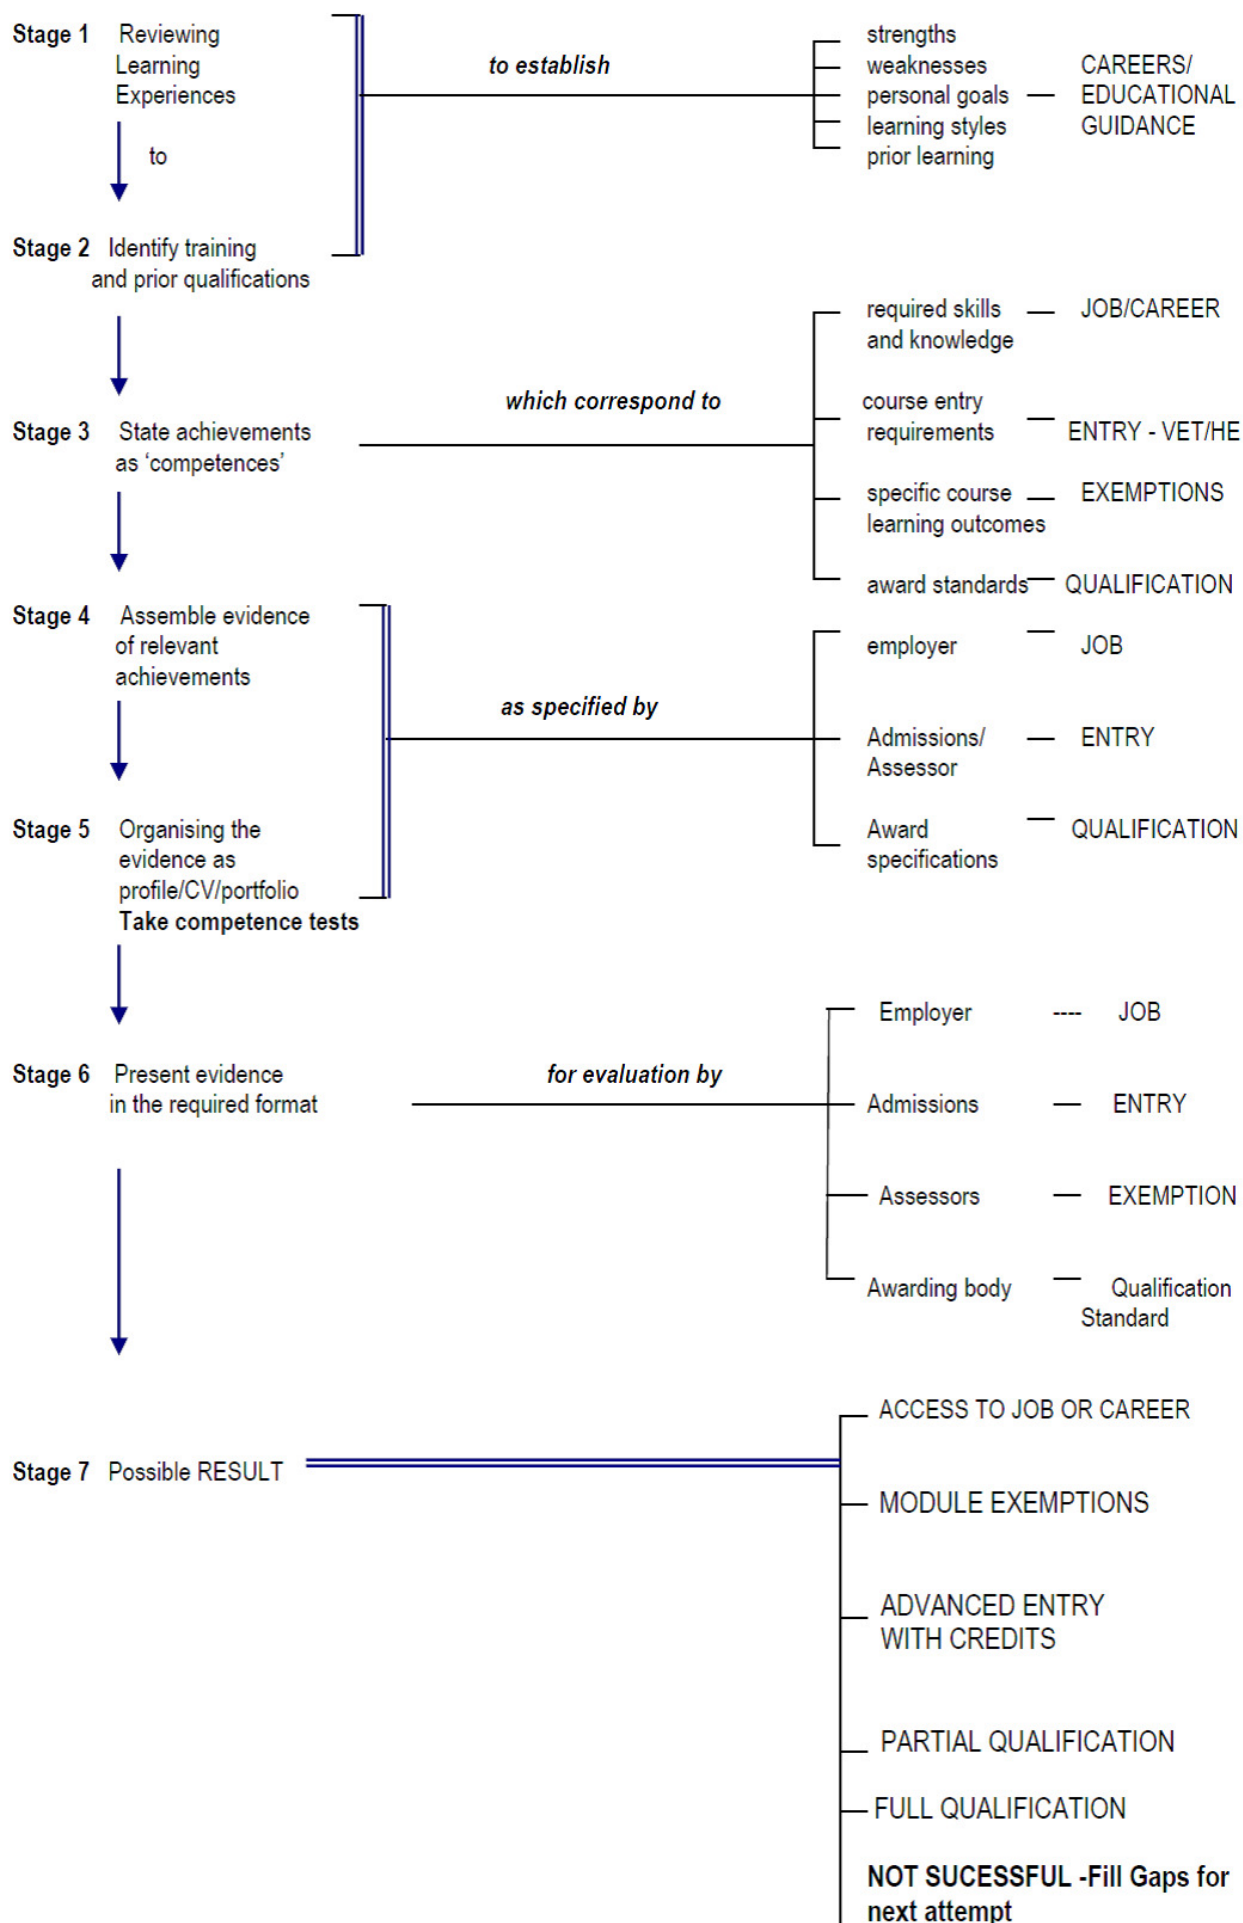 Stage 1 Reviewing
Learning
Experiences
to
Stage 2 Identify training
and prior qualifications
to establish
strengths
weaknesses
personal goals
learning styles
prior learning
CAREERS/
EDUCATIONAL
GUIDANCE
Stage 3 State achievements
as ‘competences’
which correspond to
required skills
and knowledge
JOB/CAREER
course entry
requirements
ENTRY - VET/HE
specific course
learning outcomes
EXEMPTIONS
award standards
QUALIFICATION
Stage 4 Assemble evidence
of relevant
achievements
Stage 5 Organising the
evidence as
profile/CV/portfolio
Take competence tests
as specified by
employer
JOB
Admissions/
Assessor
ENTRY
Award
specifications
QUALIFICATION
Stage 6 Present evidence
in the required format
for evaluation by
Employer ---- JOB
Admissions
ENTRY
Assessors
EXEMPTION
Awarding body
Qualification
Standard
Stage 7 Possible RESULT
ACCESS TO JOB OR CAREER
MODULE EXEMPTIONS
ADVANCED ENTRY
WITH CREDITS
PARTIAL QUALIFICATION
FULL QUALIFICATION
NOT SUCESSFUL -Fill Gaps for
next attempt